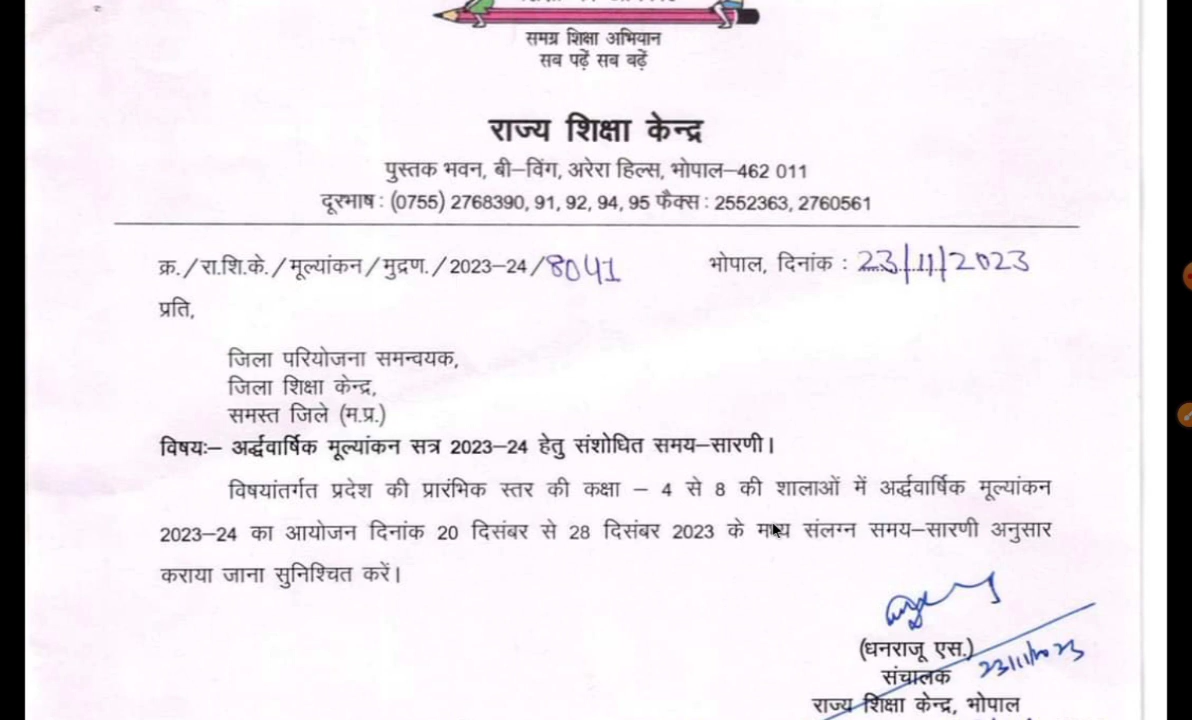 समग्र शिक्षा अभियान
सब पढ़ें सब बढ़ें
राज्य शिक्षा केन्द्र
पुस्तक भवन, बी–विंग, अरेरा हिल्स, भोपाल–462 011
दूरभाष : (0755) 2768390, 91, 92, 94, 95 फैक्स : 2552363, 2760561
क्र./रा.शि.के./मूल्यांकन/मुद्रण./2023–24/8041 भोपाल, दिनांक : 23/11/2023
प्रति,
जिला परियोजना समन्वयक,
जिला शिक्षा केन्द्र,
समस्त जिले (म.प्र.)
विषयः– अर्द्धवार्षिक मूल्यांकन सत्र 2023–24 हेतु संशोधित समय–सारणी।
विषयांतर्गत प्रदेश की प्रारंभिक स्तर की कक्षा – 4 से 8 की शालाओं में अर्द्धवार्षिक मूल्यांकन
2023–24 का आयोजन दिनांक 20 दिसंबर से 28 दिसंबर 2023 के मध्य संलग्न समय–सारणी अनुसार
कराया जाना सुनिश्चित करें।
(धनराजू एस.)
23/11/2023
संचालक
राज्य शिक्षा केन्द्र, भोपाल